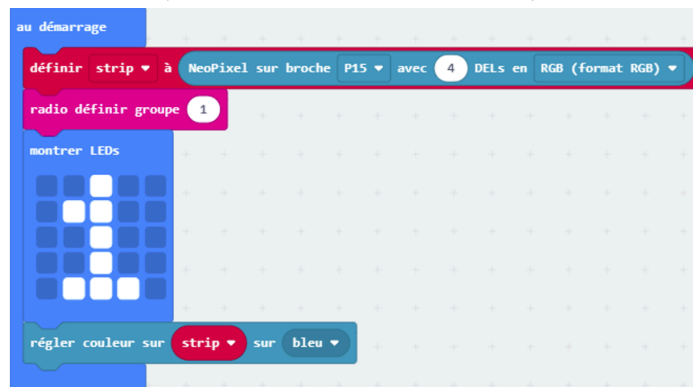 au démarrage
définir strip ▾ à NeoPixel sur broche P15 ▾ avec 4 DELs en RGB (format RGB) ▾
radio définir groupe 1
montrer LEDs
régler couleur sur strip ▾ sur bleu ▾